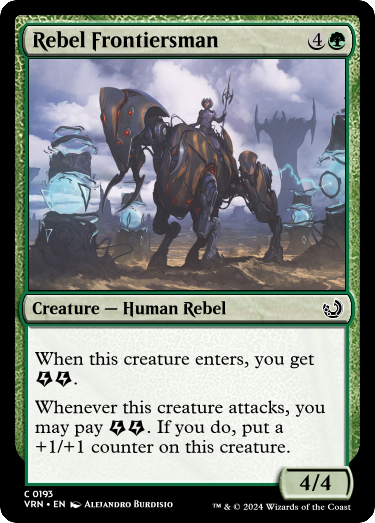 Rebel Frontiersman 4
Creature — Human Rebel
When this creature enters, you get
.
Whenever this creature attacks, you
may pay . If you do, put a
+1/+1 counter on this creature.
4/4
C 0193
VRN • EN Alejandro Burdisio
™ & © 2024 Wizards of the Coast